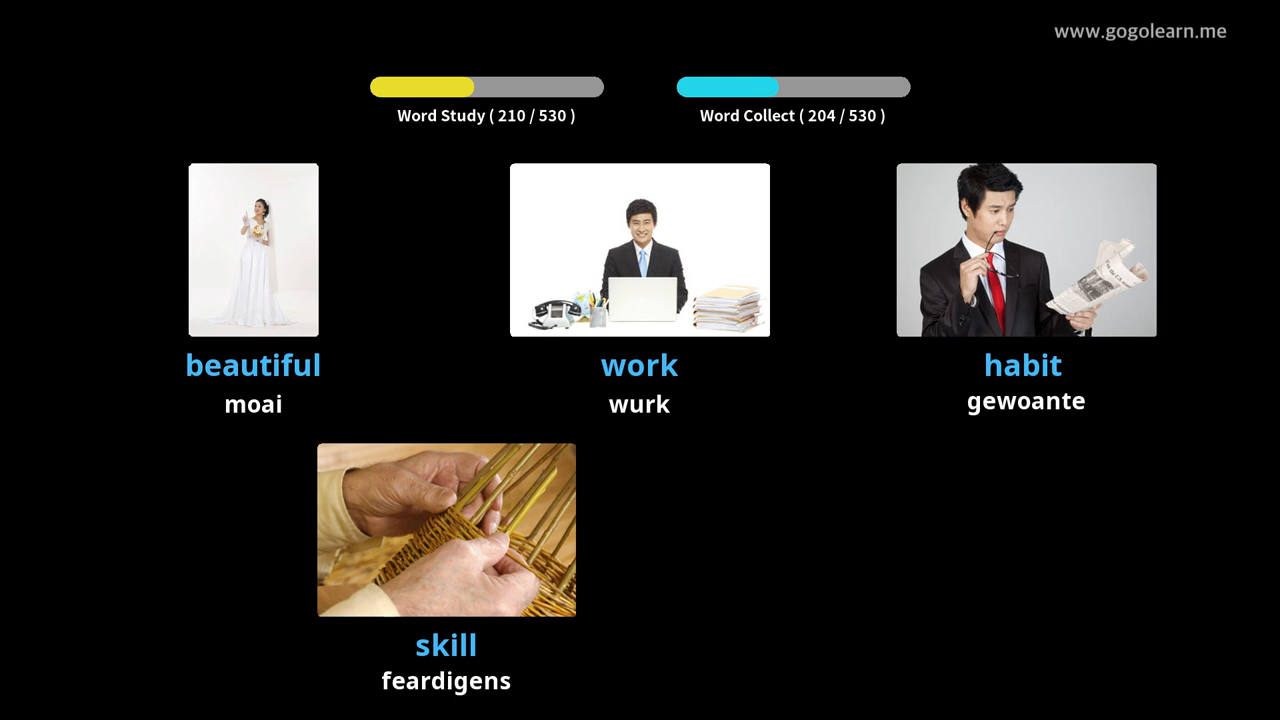 www.gogolearn.me
Word Study ( 210 / 530 )
Word Collect ( 204 / 530 )
beautiful
moai
work
wurk
habit
gewoante
skill
feardigens